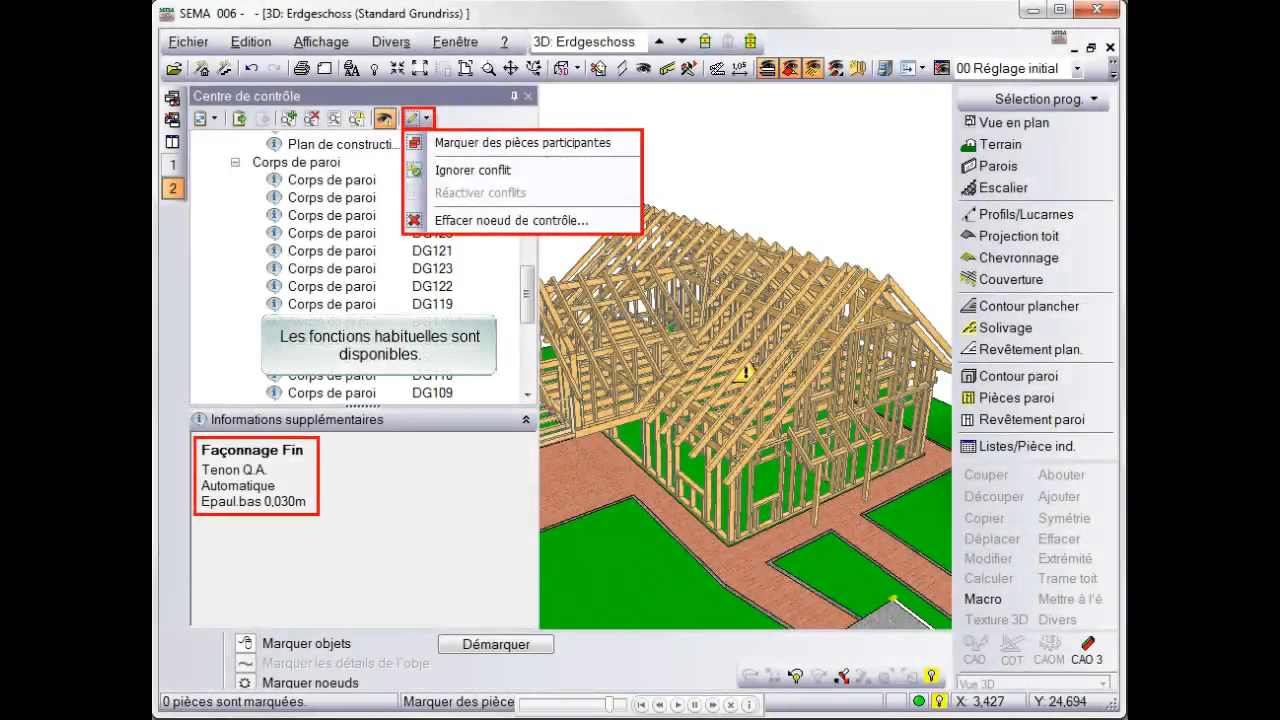 SEMA 006 - - [3D: Erdgeschoss (Standard Grundriss) ]
Fichier Edition Affichage Divers Fenêtre ? 3D: Erdgeschoss
00 Réglage initial
Centre de contrôle
Plan de constructi...
Corps de paroi
Corps de paroi
Corps de paroi
Corps de paroi
Corps de paroi
Corps de paroi DG121
Corps de paroi DG123
Corps de paroi DG122
Corps de paroi DG119
Corps de paroi DG109
1
2
Marquer des pièces participantes
Ignorer conflit
Réactiver conflits
Effacer noeud de contrôle...
Les fonctions habituelles sont
disponibles.
Informations supplémentaires
Façonnage Fin
Tenon Q.A.
Automatique
Epaul.bas 0,030m
Sélection prog.
Vue en plan
Terrain
Parois
Escalier
Profils/Lucarnes
Projection toit
Chevronnage
Couverture
Contour plancher
Solivage
Revêtement plan.
Contour paroi
Pièces paroi
Revêtement paroi
Listes/Pièce ind.
Couper Abouter
Découper Ajouter
Copier Symétrie
Déplacer Effacer
Modifier Extrémité
Calculer Trame toit
Macro Mettre à l'é
Texture 3D Divers
CAO COT CAOM CAO 3
Vue 3D
Marquer objets Démarquer
Marquer les détails de l'obje
Marquer noeuds
0 pièces sont marquées. Marquer des pièce X: 3,427 Y: 24,694